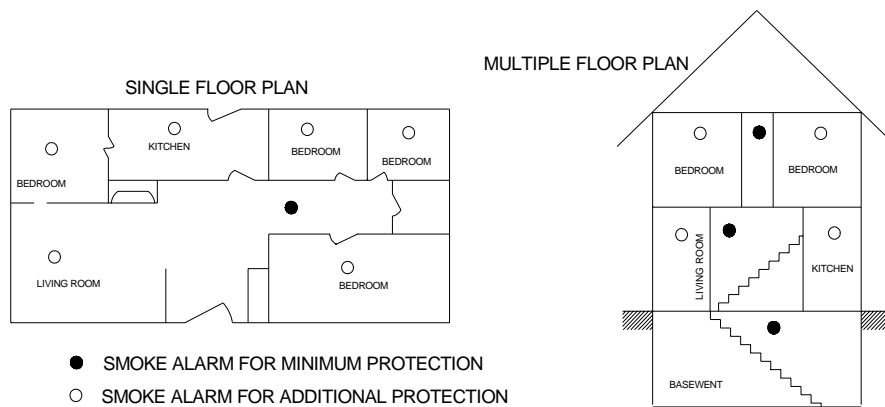 SINGLE FLOOR PLAN
BEDROOM
KITCHEN
BEDROOM
BEDROOM
LIVING ROOM
BEDROOM
MULTIPLE FLOOR PLAN
BEDROOM
BEDROOM
LIVING ROOM
KITCHEN
BASEWENT
SMOKE ALARM FOR MINIMUM PROTECTION
SMOKE ALARM FOR ADDITIONAL PROTECTION